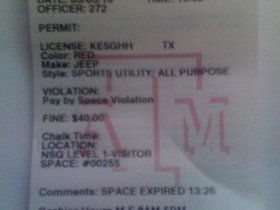 OFFICER: 272
PERMIT:
LICENSE: KE5GHH TX
Color: RED
Make: JEEP
Style: SPORTS UTILITY, ALL PURPOSE
VIOLATION:
Pay by Space Violation
FINE: $40.00
Chalk Time:
LOCATION:
NSG LEVEL 1-VISITOR
SPACE: #00255
Comments: SPACE EXPIRED 13:26
A T M